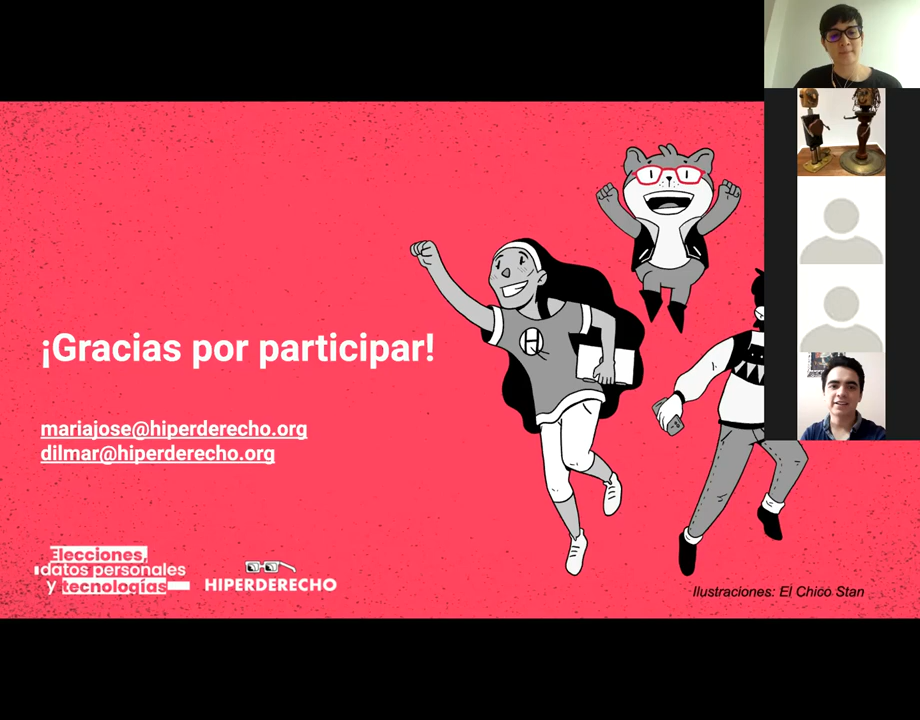 ¡Gracias por participar!
mariajose@hiperderecho.org
dilmar@hiperderecho.org
Elecciones,
datos personales
y tecnologías
HIPERDERECHO
Ilustraciones: El Chico Stan
H